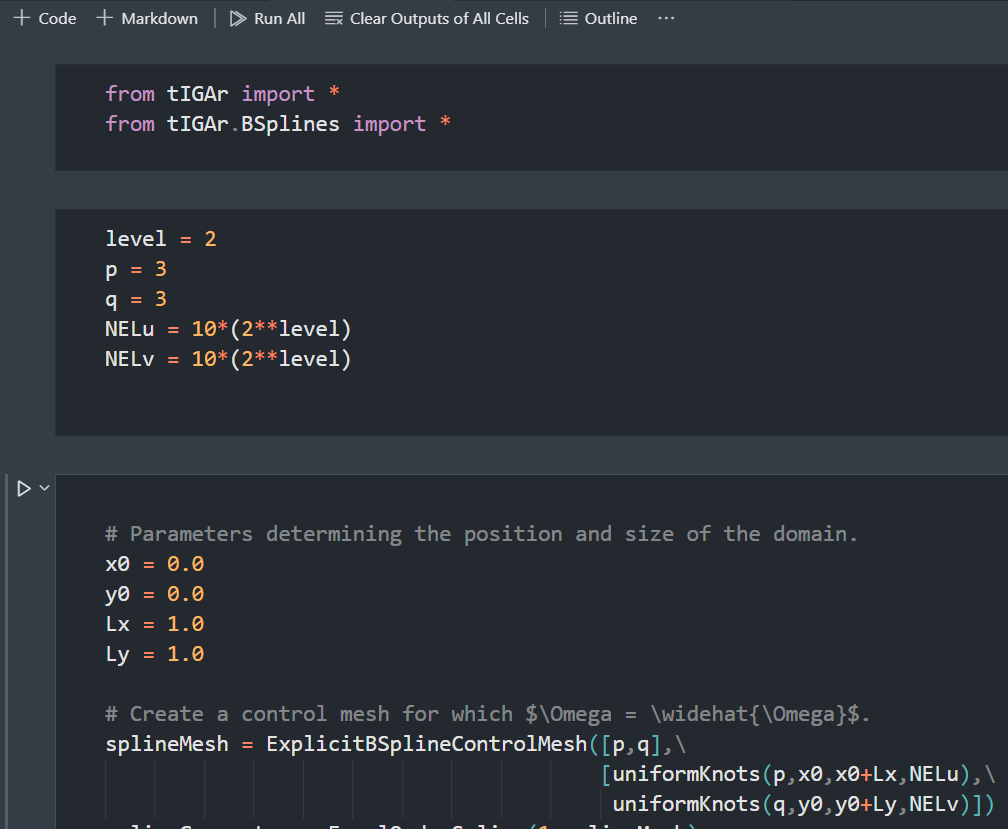 Code Markdown Run All Clear Outputs of All Cells Outline ...
from tIGAr import *
from tIGAr.BSplines import *
level = 2
p = 3
q = 3
NELu = 10*(2**level)
NELv = 10*(2**level)
# Parameters determining the position and size of the domain.
x0 = 0.0
y0 = 0.0
Lx = 1.0
Ly = 1.0
# Create a control mesh for which $\Omega = \widehat{\Omega}$.
splineMesh = ExplicitBSplineControlMesh([p,q],\
[uniformKnots(p,x0,x0+Lx,NELu),\
uniformKnots(q,y0,y0+Ly,NELv)])